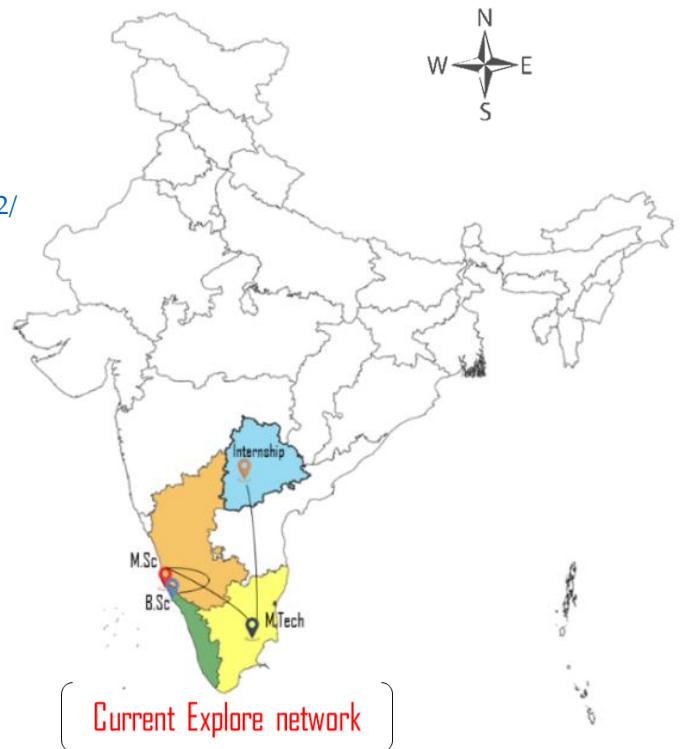 N
W E
S
2/
Internship
M.Sc
B.Sc
M.Tech
Current Explore network